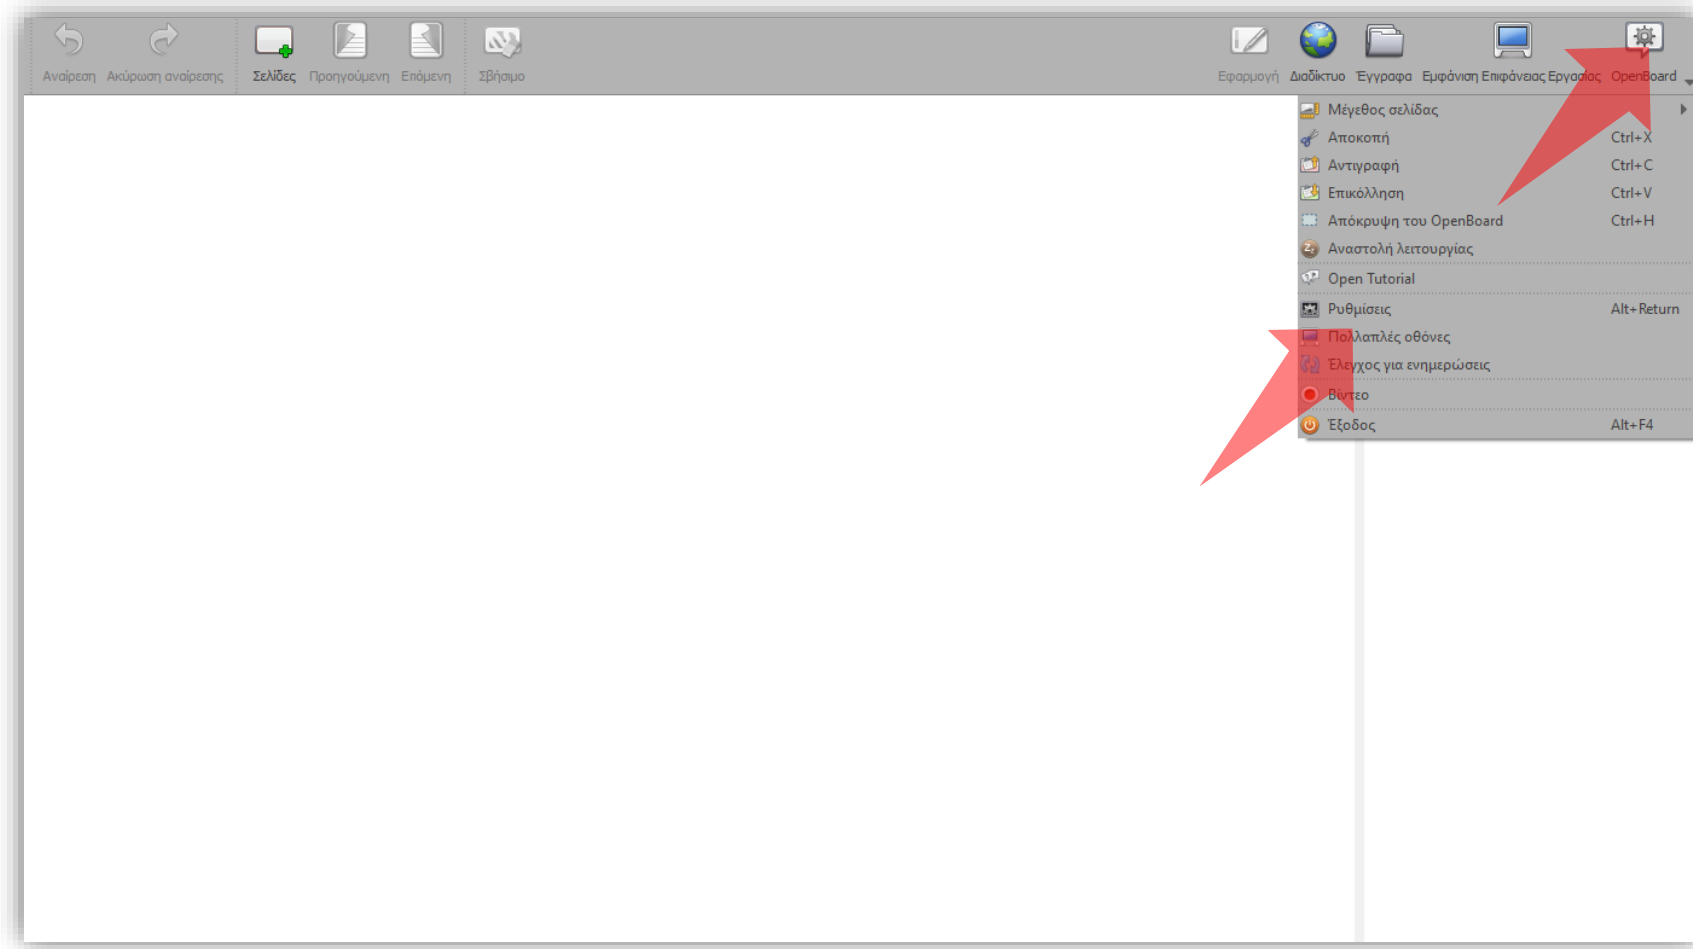 Αναίρεση Ακύρωση αναίρεσης Σελίδες Προηγούμενη Επόμενη Σβήσιμο Εφαρμογή Διαδίκτυο Έγγραφα Εμφάνιση Επιφάνειας Εργασίας OpenBoard
Μέγεθος σελίδας
Αποκοπή Ctrl+X
Αντιγραφή Ctrl+C
Επικόλληση Ctrl+V
Απόκρυψη του OpenBoard Ctrl+H
Αναστολή λειτουργίας
Open Tutorial
Ρυθμίσεις Alt+Return
Πολλαπλές οθόνες
Έλεγχος για ενημερώσεις
Βίντεο
Έξοδος Alt+F4